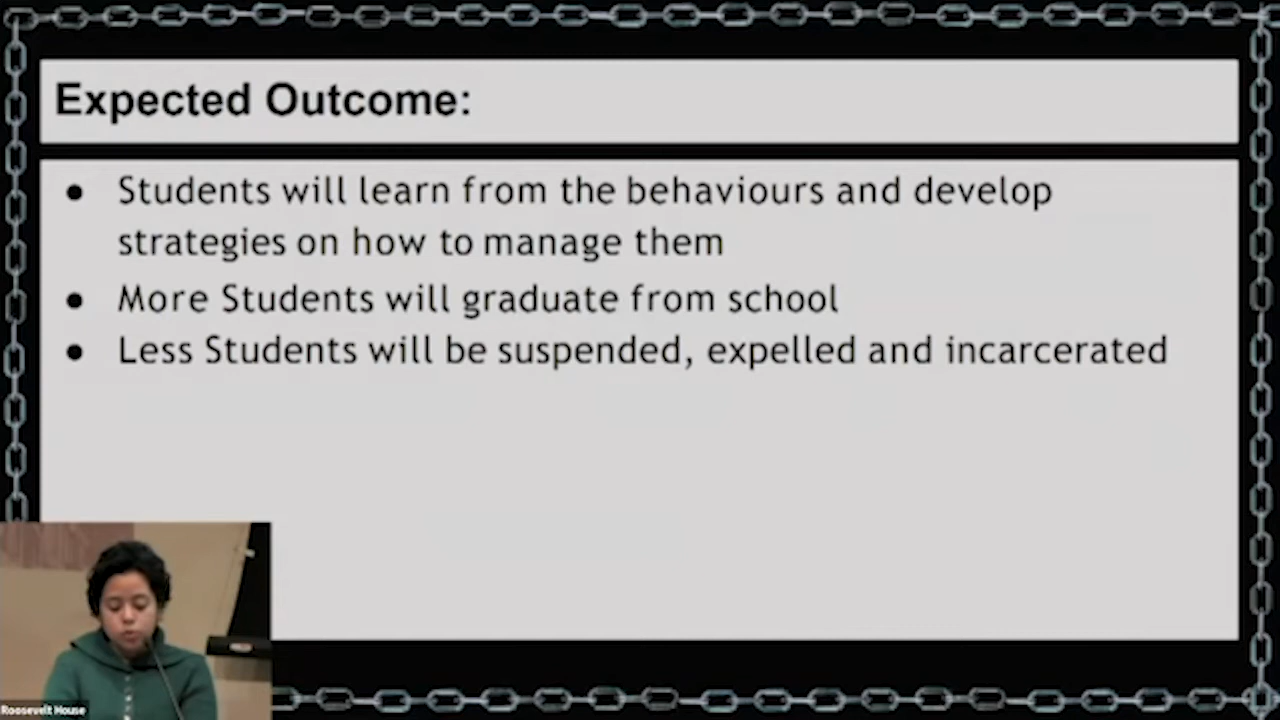 Expected Outcome:
● Students will learn from the behaviours and develop
strategies on how to manage them
● More Students will graduate from school
● Less Students will be suspended, expelled and incarcerated
Roosevelt House